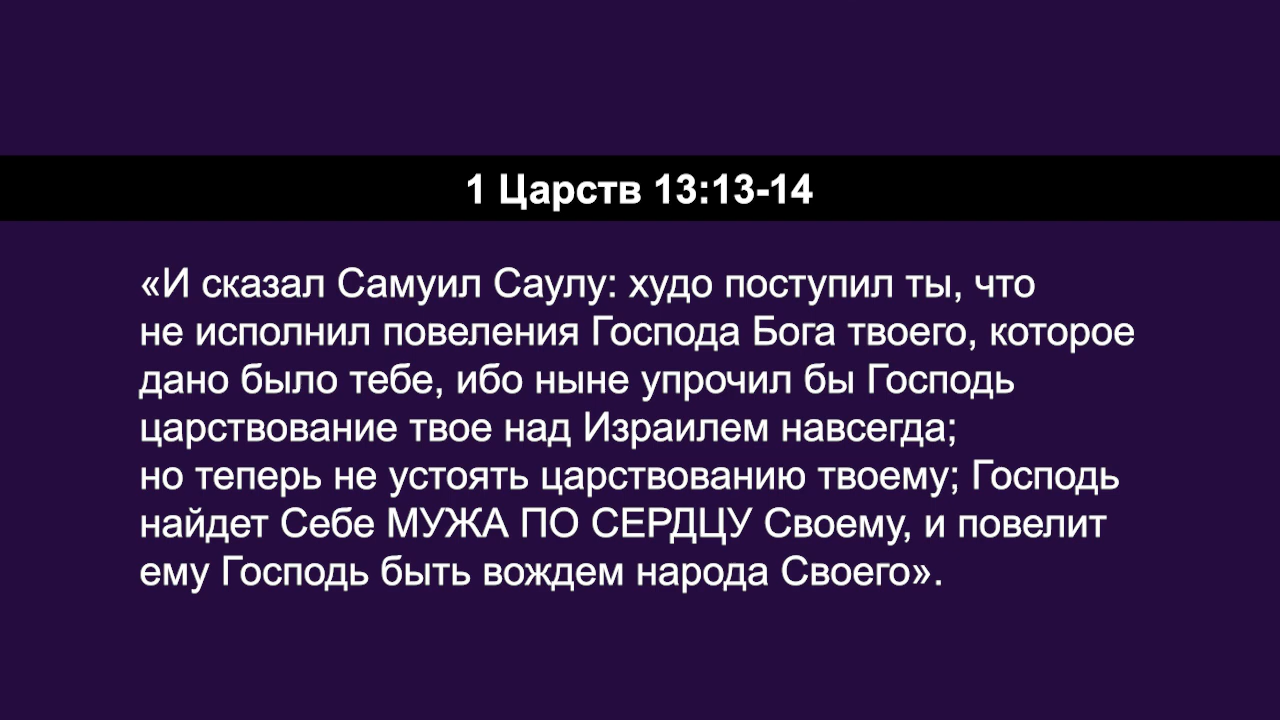 1 Царств 13:13-14
«И сказал Самуил Саулу: худо поступил ты, что
не исполнил повеления Господа Бога твоего, которое
дано было тебе, ибо ныне упрочил бы Господь
царствование твое над Израилем навсегда;
но теперь не устоять царствованию твоему; Господь
найдет Себе МУЖА ПО СЕРДЦУ Своему, и повелит
ему Господь быть вождем народа Своего».